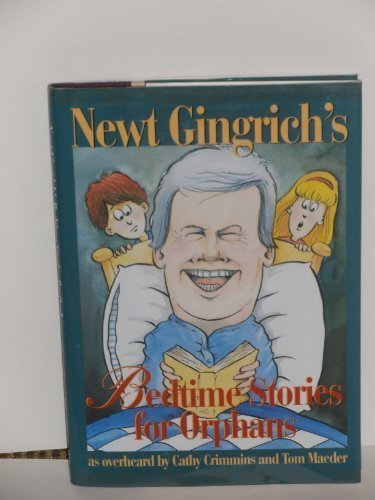 Newt Gingrich's
Bedtime Stories
for Orphans
as overheard by Cathy Crimmins and Tom Maeder